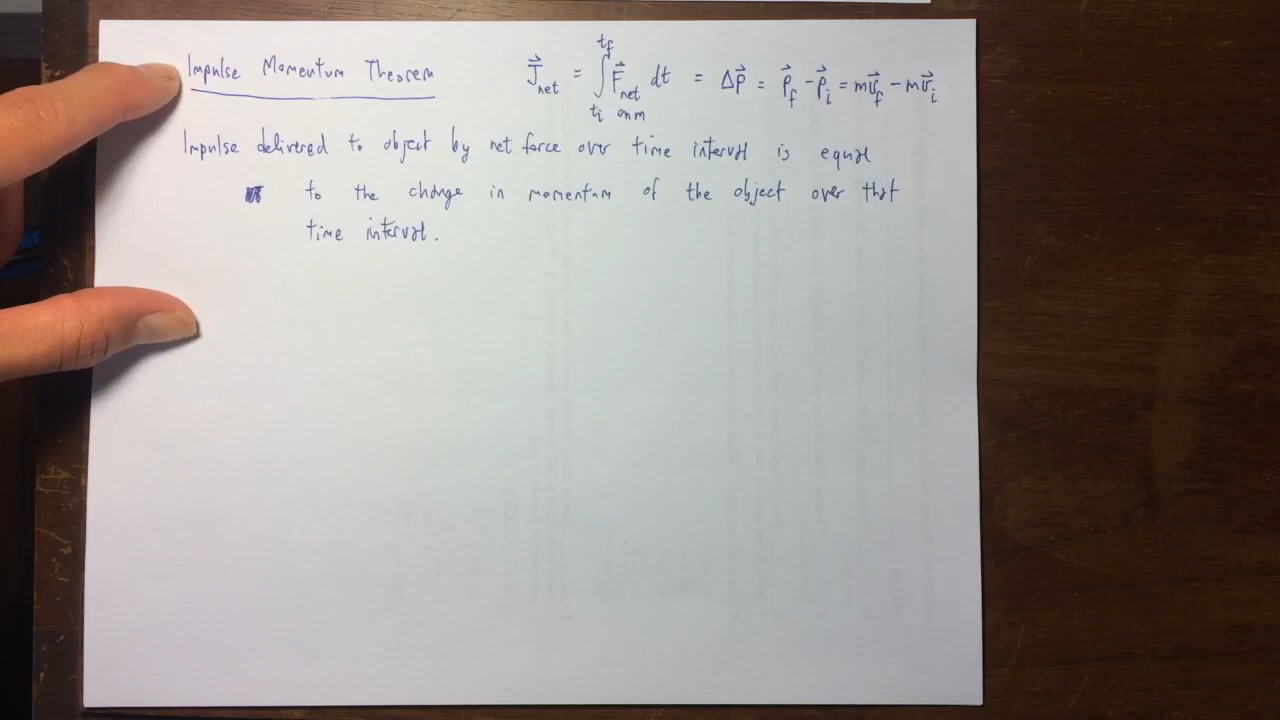 Impulse Momentum Theorem J⃗net = ∫ti^tf F⃗net on m dt = Δp⃗ = p⃗f - p⃗i = mv⃗f - mv⃗i
Impulse delivered to object by net force over time interval is equal
to the change in momentum of the object over that
time interval.